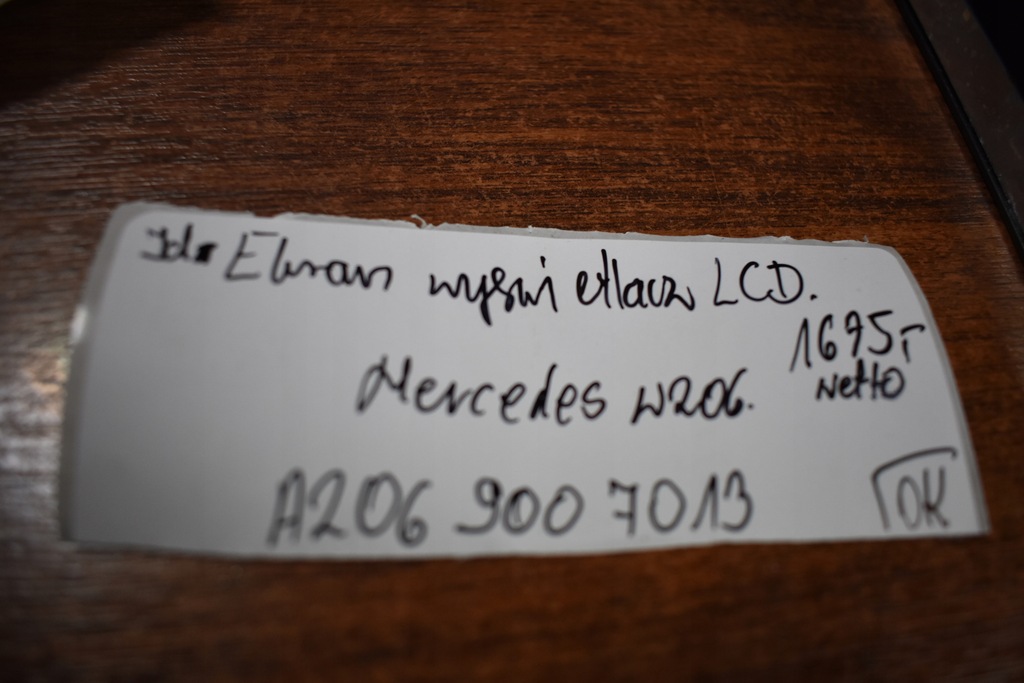 Ekran wyświetlacz LCD.
1675,-
netto
Mercedes W206.
A206 900 7013
OK